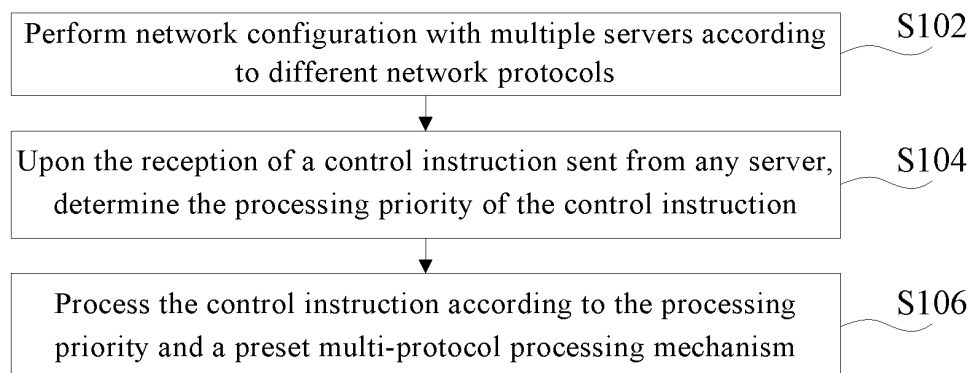 Perform network configuration with multiple servers according
to different network protocols
S102
Upon the reception of a control instruction sent from any server,
determine the processing priority of the control instruction
S104
Process the control instruction according to the processing
priority and a preset multi-protocol processing mechanism
S106